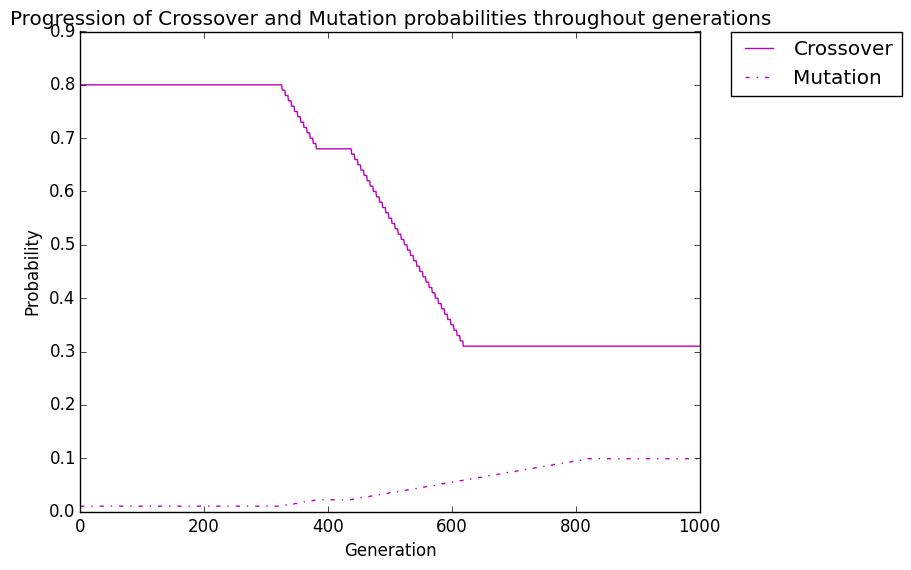 Progression of Crossover and Mutation probabilities throughout generations
0.9
0.8
0.7
0.6
0.5
0.4
0.3
0.2
0.1
0.0
Probability
0 200 400 600 800 1000
Generation
Crossover
Mutation